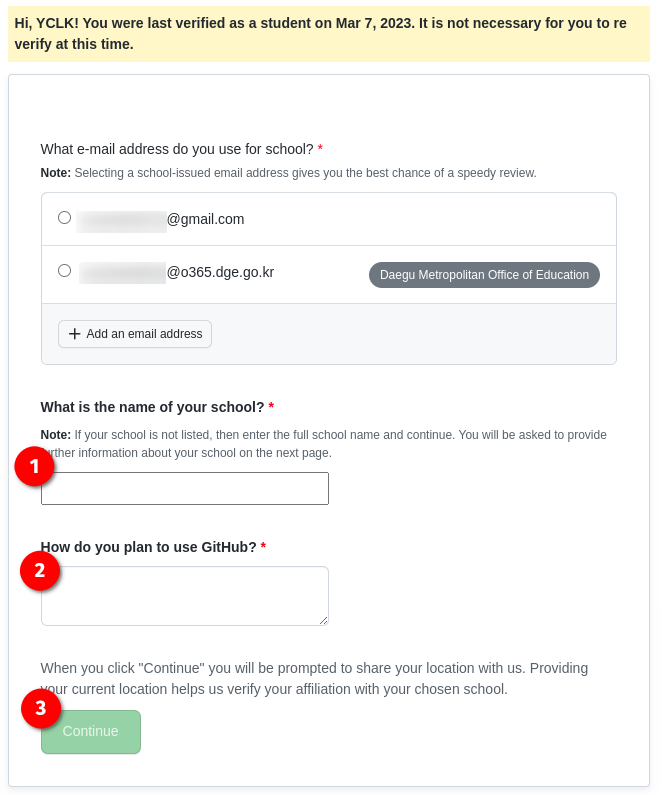 Hi, YCLK! You were last verified as a student on Mar 7, 2023. It is not necessary for you to re
verify at this time.
What e-mail address do you use for school? *
Note: Selecting a school-issued email address gives you the best chance of a speedy review.
@gmail.com
@o365.dge.go.kr Daegu Metropolitan Office of Education
+ Add an email address
What is the name of your school? *
Note: If your school is not listed, then enter the full school name and continue. You will be asked to provide
further information about your school on the next page.
1
How do you plan to use GitHub? *
2
When you click "Continue" you will be prompted to share your location with us. Providing
your current location helps us verify your affiliation with your chosen school.
3
Continue